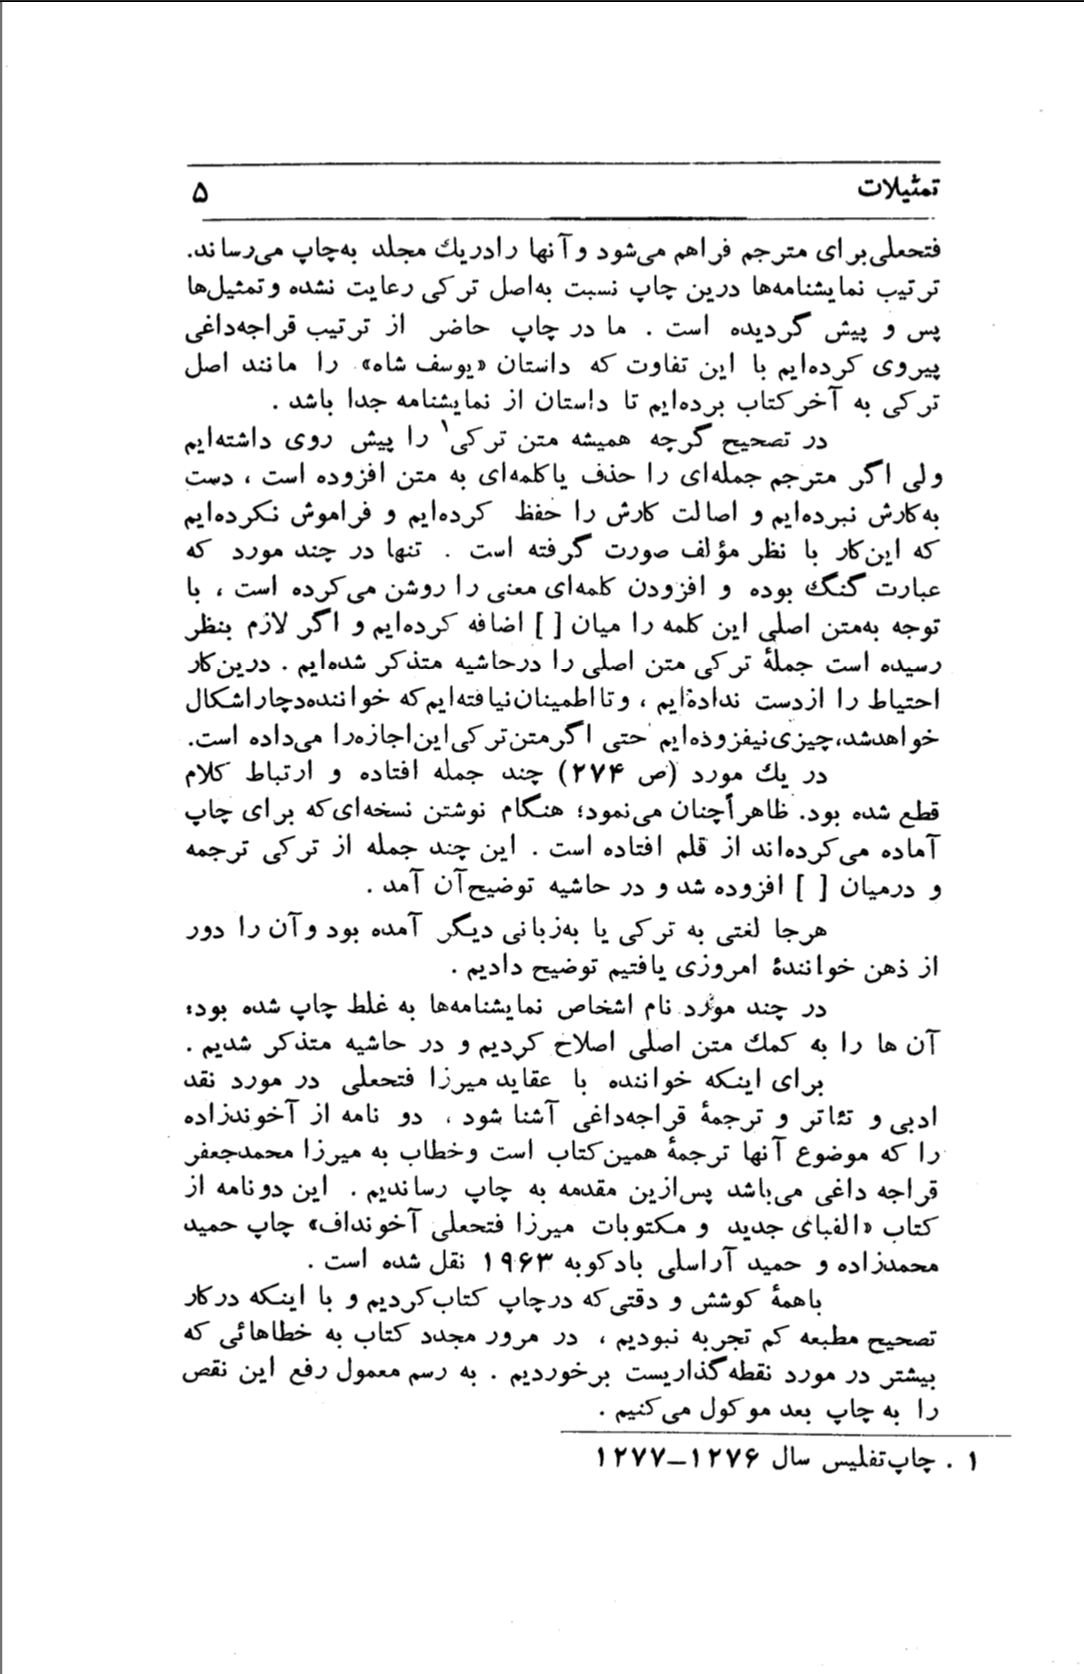 تمثیلات ۵
فتحعلی برای مترجم فراهم می‌شود و آنها را در یك مجلد به‌چاپ می‌رساند.
ترتیب نمایشنامه‌ها درین چاپ نسبت به‌اصل ترکی رعایت نشده و تمثیل‌ها
پس و پیش گردیده است . ما در چاپ حاضر از ترتیب قراجه‌داغی
پیروی کرده‌ایم با این تفاوت که داستان «یوسف شاه» را مانند اصل
ترکی به آخر کتاب برده‌ایم تا داستان از نمایشنامه جدا باشد .
در تصحیح گرچه همیشه متن ترکی۱ را پیش روی داشته‌ایم
ولی اگر مترجم جمله‌ای را حذف یا کلمه‌ای به متن افزوده است ، دست
به‌کارش نبرده‌ایم و اصالت کارش را حفظ کرده‌ایم و فراموش نکرده‌ایم
که این‌کار با نظر مؤلف صورت گرفته است . تنها در چند مورد که
عبارت گنگ بوده و افزودن کلمه‌ای معنی را روشن می‌کرده است ، با
توجه به‌متن اصلی این کلمه را میان [ ] اضافه کرده‌ایم و اگر لازم بنظر
رسیده است جملهٔ ترکی متن اصلی را درحاشیه متذکر شده‌ایم . درین‌کار
احتیاط را ازدست نداده‌ایم ، و تا اطمینان نیافته‌ایم که خواننده دچار اشکال
خواهدشد، چیزی نیفزوده‌ایم حتی اگر متن ترکی این اجازه را می‌داده است.
در یك مورد (ص ۲۷۴) چند جمله افتاده و ارتباط کلام
قطع شده بود. ظاهراً چنان می‌نمود؛ هنگام نوشتن نسخه‌ای که برای چاپ
آماده می‌کرده‌اند از قلم افتاده است . این چند جمله از ترکی ترجمه
و درمیان [ ] افزوده شد و در حاشیه توضیح آن آمد .
هرجا لغتی به ترکی یا به‌زبانی دیگر آمده بود و آن را دور
از ذهن خوانندهٔ امروزی یافتیم توضیح دادیم .
در چند مورد نام اشخاص نمایشنامه‌ها به غلط چاپ شده بود؛
آن ها را به کمك متن اصلی اصلاح کردیم و در حاشیه متذکر شدیم .
برای اینکه خواننده با عقاید میرزا فتحعلی در مورد نقد
ادبی و تئاتر و ترجمهٔ قراجه‌داغی آشنا شود ، دو نامه از آخوندزاده
را که موضوع آنها ترجمهٔ همین کتاب است و خطاب به میرزا محمدجعفر
قراجه داغی می‌باشد پس‌ازین مقدمه به چاپ رساندیم . این دو نامه از
کتاب «الفبای جدید و مکتوبات میرزا فتحعلی آخونداف» چاپ حمید
محمدزاده و حمید آراسلی بادکوبه ۱۹۶۳ نقل شده است .
باهمهٔ کوشش و دقتی که درچاپ کتاب کردیم و با اینکه درکار
تصحیح مطبعه کم تجربه نبودیم ، در مرور مجدد کتاب به خطاهائی که
بیشتر در مورد نقطه‌گذاریست برخوردیم . به رسم معمول رفع این نقص
را به چاپ بعد موکول می‌کنیم .
۱ . چاپ تفلیس سال ۱۲۷۶–۱۲۷۷